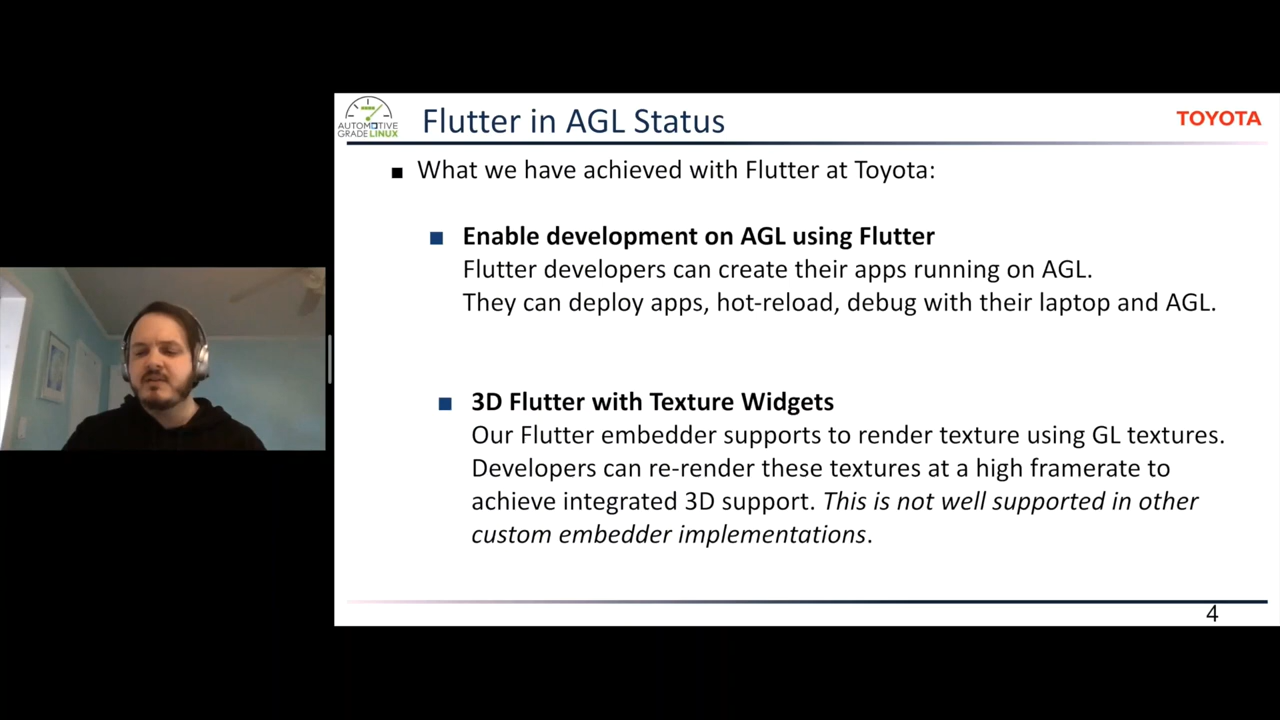 AUTOMOTIVE
GRADELINUX
Flutter in AGL Status
TOYOTA
What we have achieved with Flutter at Toyota:
Enable development on AGL using Flutter
Flutter developers can create their apps running on AGL.
They can deploy apps, hot-reload, debug with their laptop and AGL.
3D Flutter with Texture Widgets
Our Flutter embedder supports to render texture using GL textures.
Developers can re-render these textures at a high framerate to
achieve integrated 3D support. This is not well supported in other
custom embedder implementations.
4